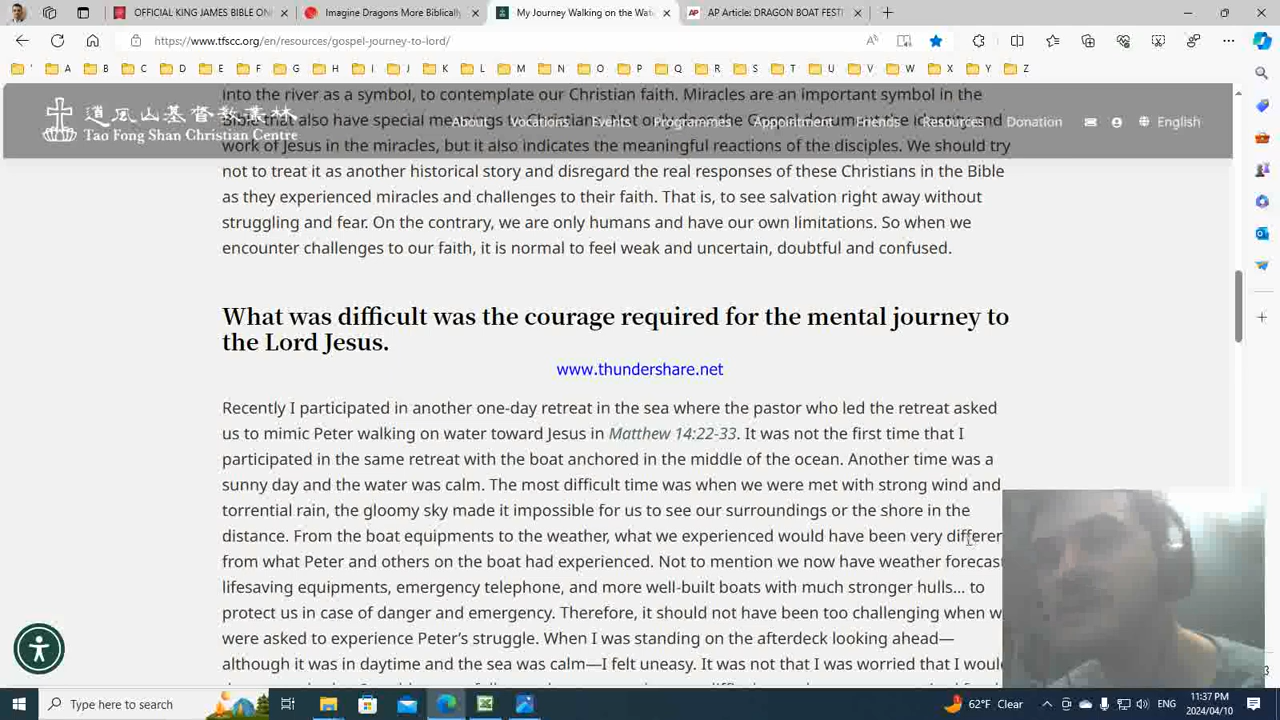 OFFICIAL KING JAMES BIBLE ONL
Imagine Dragons More Biblically
My Journey Walking on the Wate
AP Article: DRAGON BOAT FESTI
https://www.tfscc.org/en/resources/gospel-journey-to-lord/
A B C D E F G H I J K L M N O P Q R S T U V W X Y Z
into the river as a symbol, to contemplate our Christian faith. Miracles are an important symbol in the
道風山基督教叢林
Tao Fong Shan Christian Centre
About Vocations Events Programmes Appointment Friends Resources Donation English
work of Jesus in the miracles, but it also indicates the meaningful reactions of the disciples. We should try
not to treat it as another historical story and disregard the real responses of these Christians in the Bible
as they experienced miracles and challenges to their faith. That is, to see salvation right away without
struggling and fear. On the contrary, we are only humans and have our own limitations. So when we
encounter challenges to our faith, it is normal to feel weak and uncertain, doubtful and confused.
What was difficult was the courage required for the mental journey to
the Lord Jesus.
www.thundershare.net
Recently I participated in another one-day retreat in the sea where the pastor who led the retreat asked
us to mimic Peter walking on water toward Jesus in Matthew 14:22-33. It was not the first time that I
participated in the same retreat with the boat anchored in the middle of the ocean. Another time was a
sunny day and the water was calm. The most difficult time was when we were met with strong wind and
torrential rain, the gloomy sky made it impossible for us to see our surroundings or the shore in the
distance. From the boat equipments to the weather, what we experienced would have been very differen
from what Peter and others on the boat had experienced. Not to mention we now have weather forecas
lifesaving equipments, emergency telephone, and more well-built boats with much stronger hulls… to
protect us in case of danger and emergency. Therefore, it should not have been too challenging when w
were asked to experience Peter's struggle. When I was standing on the afterdeck looking ahead—
although it was in daytime and the sea was calm—I felt uneasy. It was not that I was worried that I woul
Type here to search
62°F Clear
ENG
11:37 PM
2024/04/10